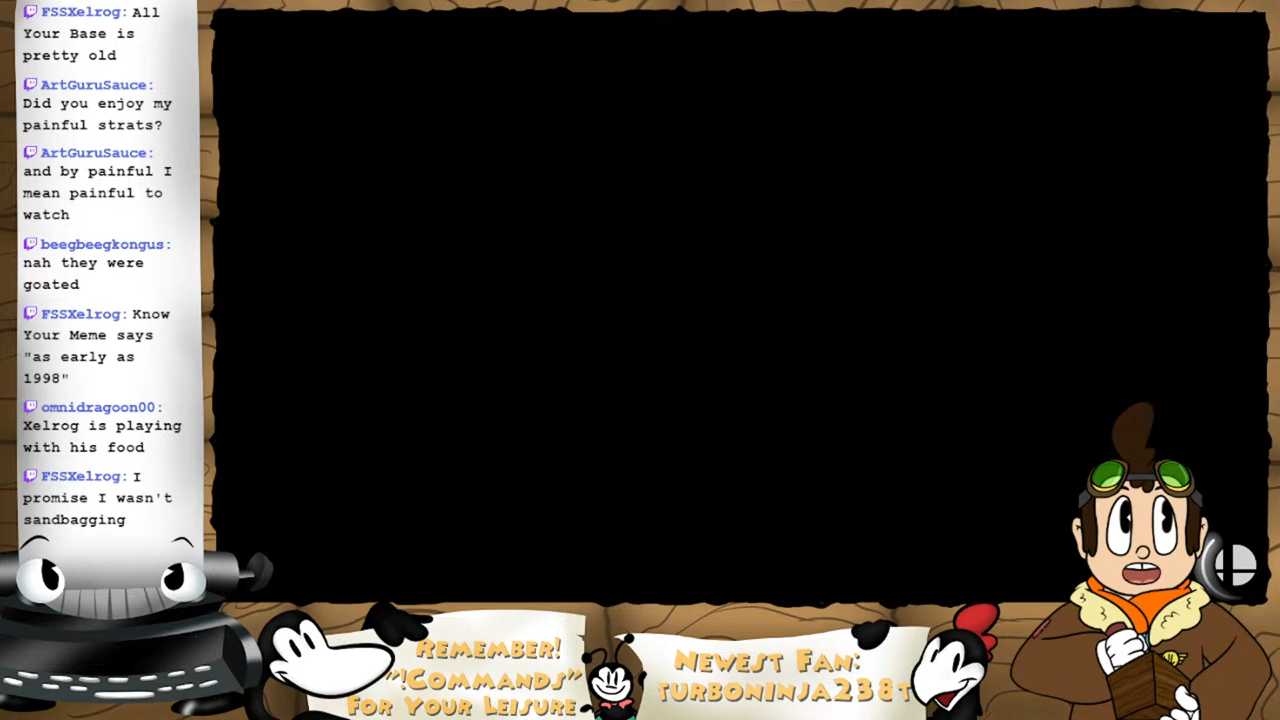 FSSXelrog: All
Your Base is
pretty old
ArtGuruSauce:
Did you enjoy my
painful strats?
ArtGuruSauce:
and by painful I
mean painful to
watch
beegbeegkongus:
nah they were
goated
FSSXelrog: Know
Your Meme says
"as early as
1998"
omnidragoon00:
Xelrog is playing
with his food
FSSXelrog: I
promise I wasn't
sandbagging
Remember!
"!Commands"
For Your Leisure
Newest Fan:
turboninja238t